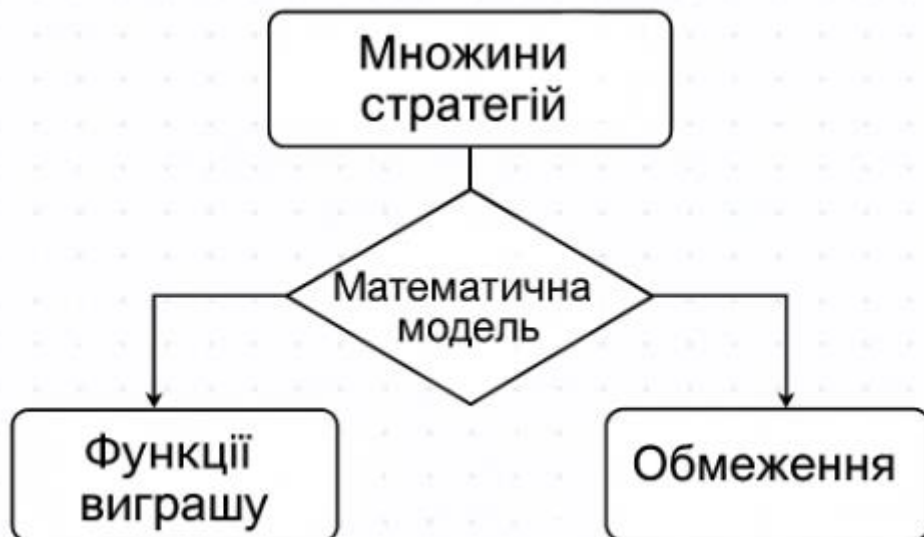 Множини
стратегій
Математична
модель
Функції
виграшу
Обмеження